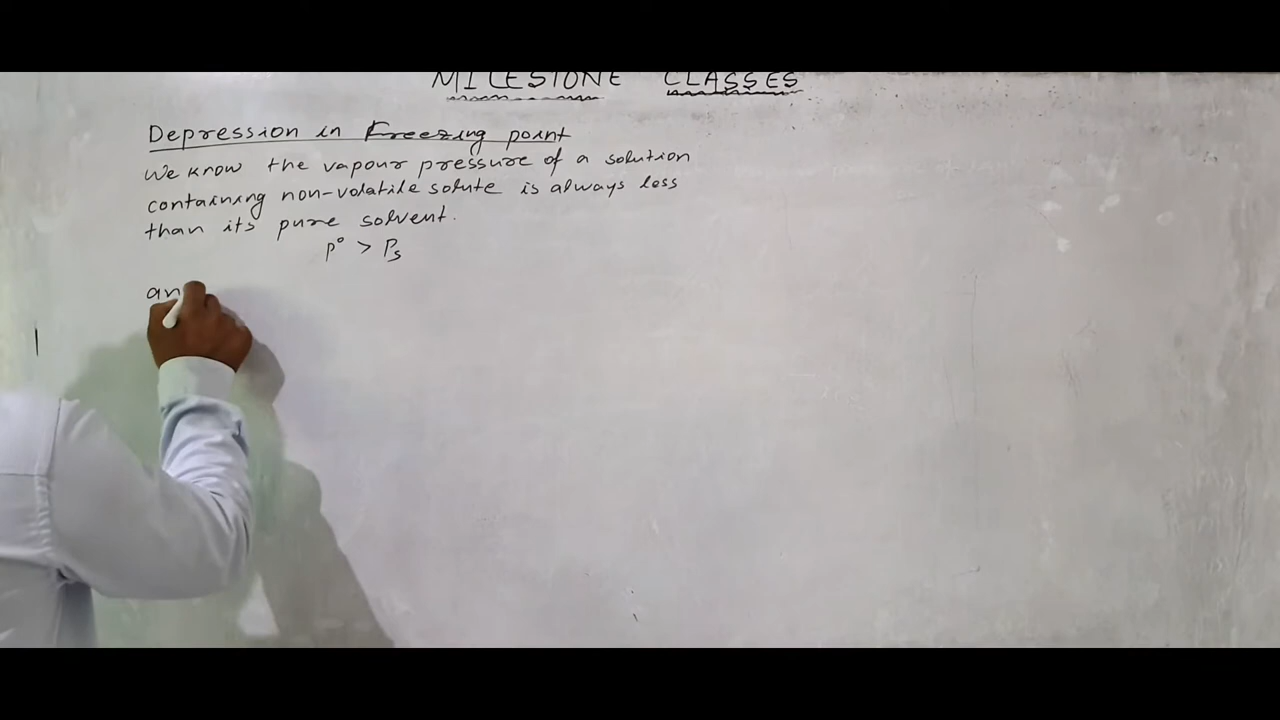 MILESTONE CLASSES
Depression in Freezing point
We know the vapour pressure of a solution
containing non-volatile solute is always less
than its pure solvent.
p° > Ps
an